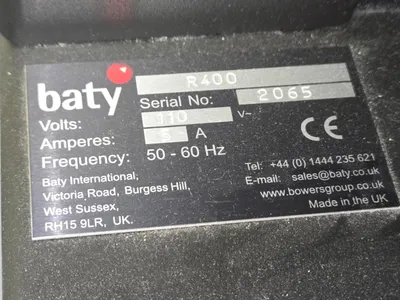 baty
R400
Serial No: 2065
Volts: 110 V~
Amperes: 5 A
Frequency: 50 - 60 Hz
CE
Baty International,
Victoria Road, Burgess Hill,
West Sussex,
RH15 9LR, UK.
Tel: +44 (0) 1444 235 621
E-mail: sales@baty.co.uk
www.bowersgroup.co.uk
Made in the UK